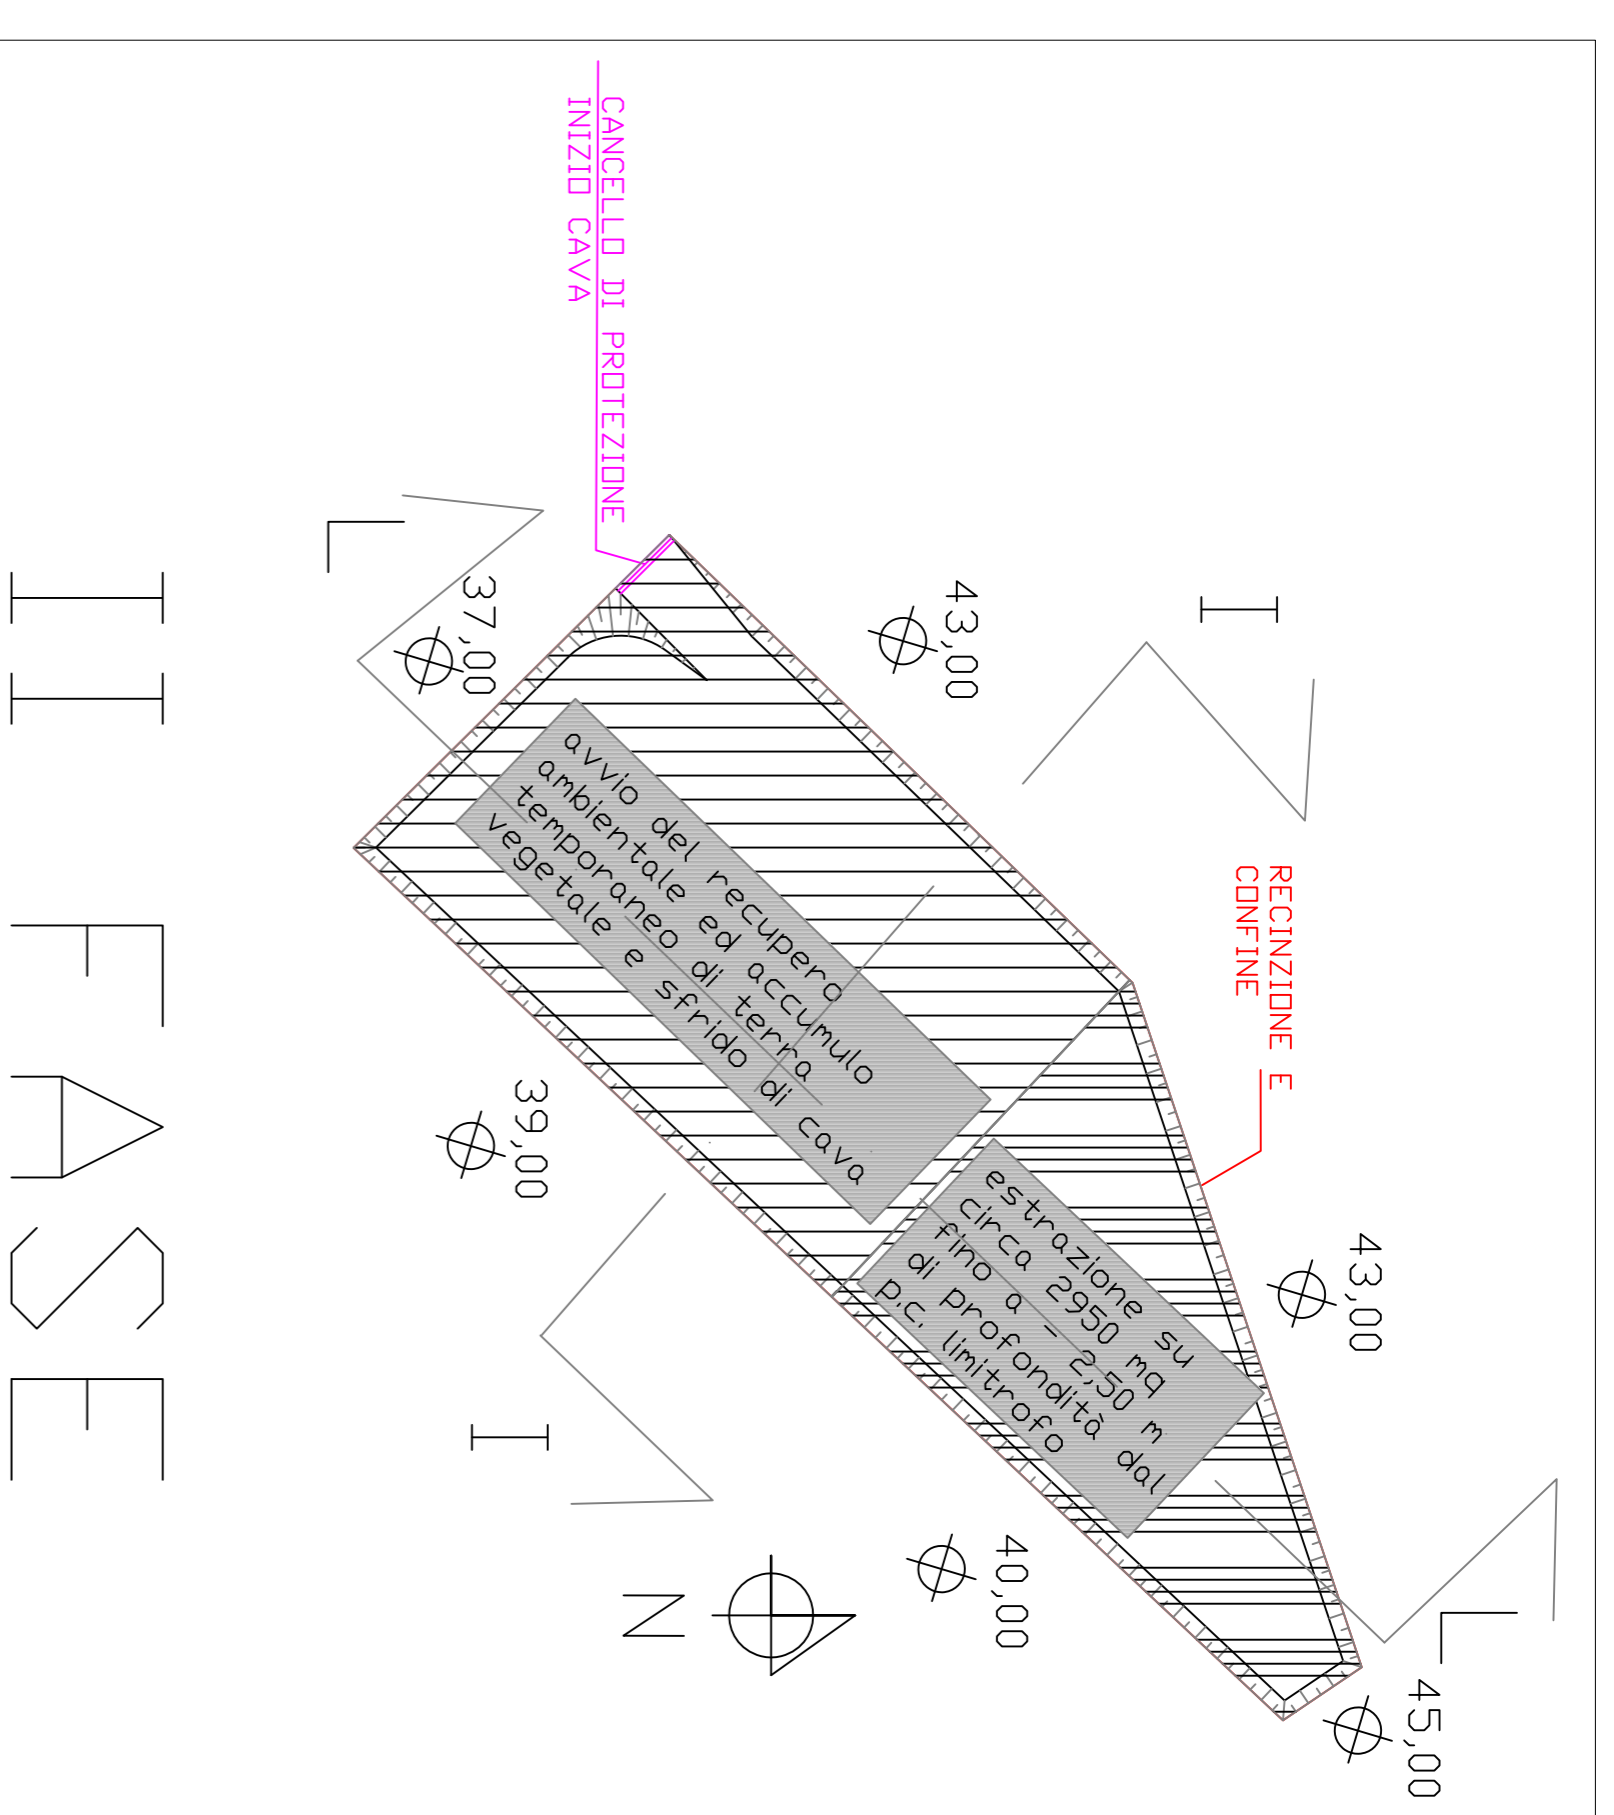 45,00
43,00
RECINZIONE E
CONFINE
I
L
43,00
40,00
estrazione su
circa 2950 mq
fino a - 2,50 m
di profondità dal
p.c. limitrofo
avvio del recupero
ambientale ed accumulo
temporaneo di terra
vegetale e sfrido di cava
CANCELLO DI PROTEZIONE
INIZIO CAVA
N
39,00
37,00
I
L
II FASE